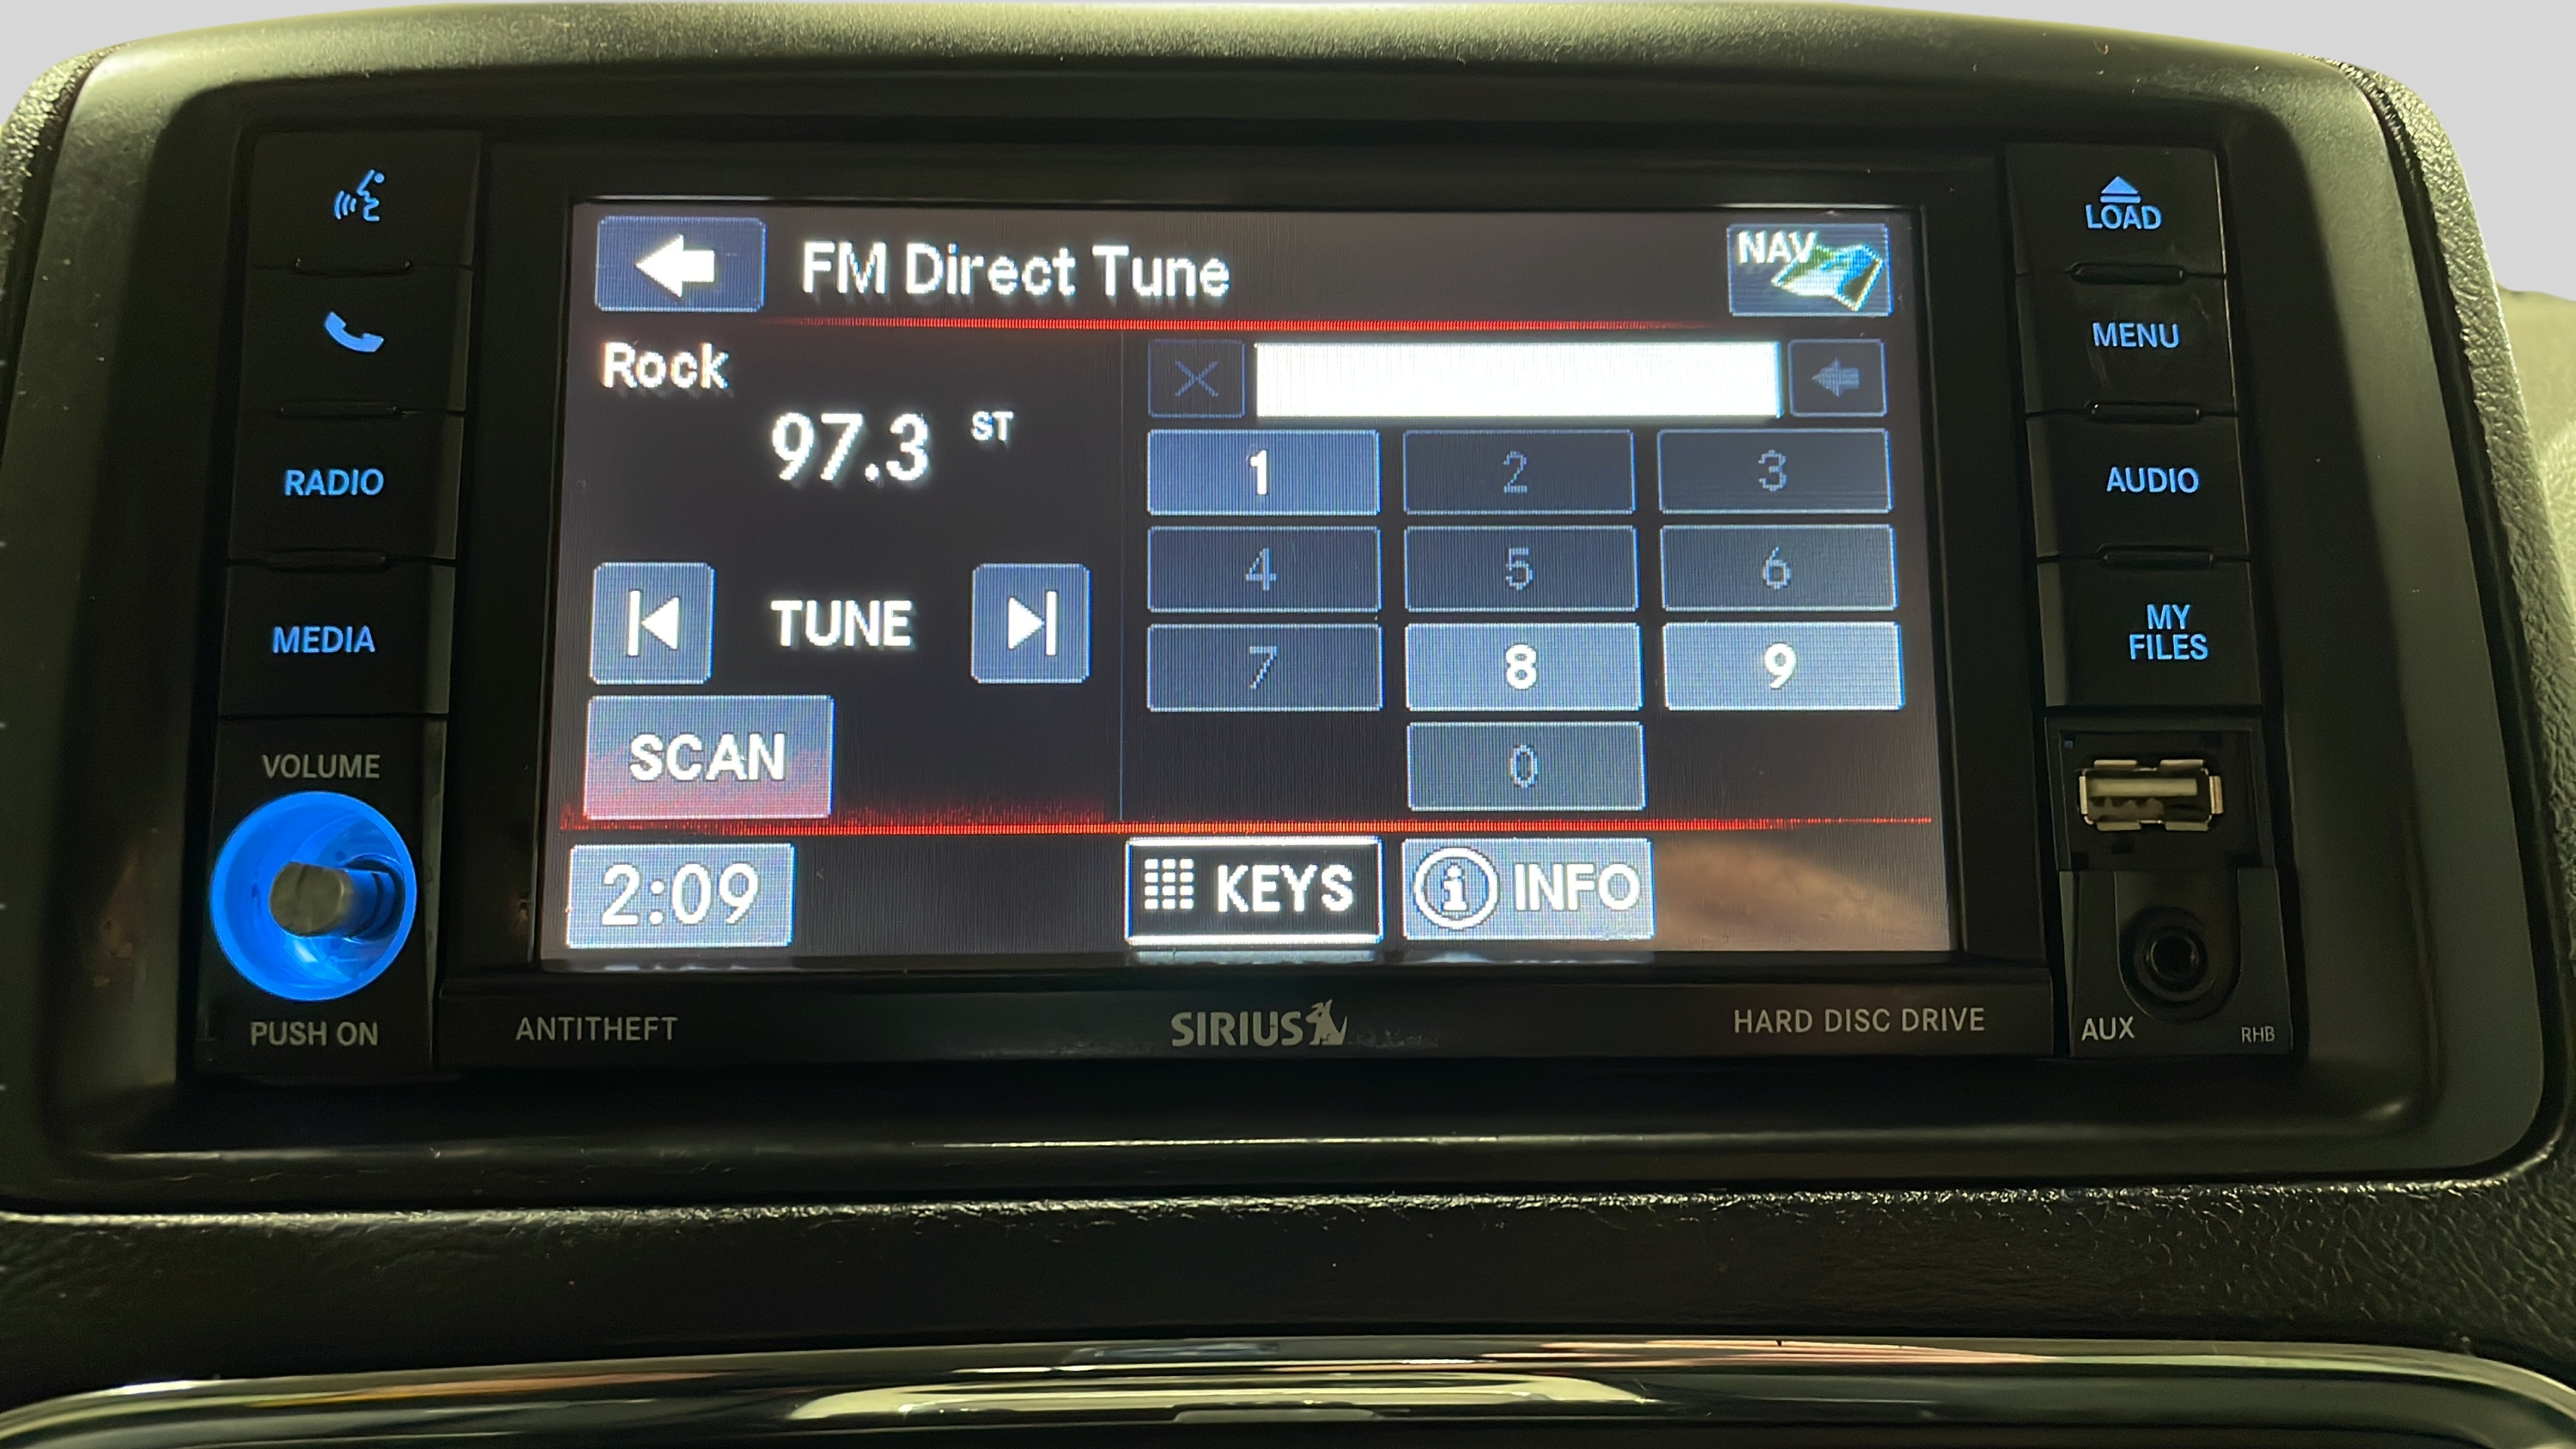 LOAD
FM Direct Tune
NAV
MENU
Rock
97.3 ST
1 2 3
RADIO
AUDIO
4 5 6
TUNE
MEDIA
7 8 9
MY
FILES
SCAN
0
VOLUME
2:09
KEYS
INFO
PUSH ON
ANTITHEFT
SIRIUS
HARD DISC DRIVE
AUX
RHB